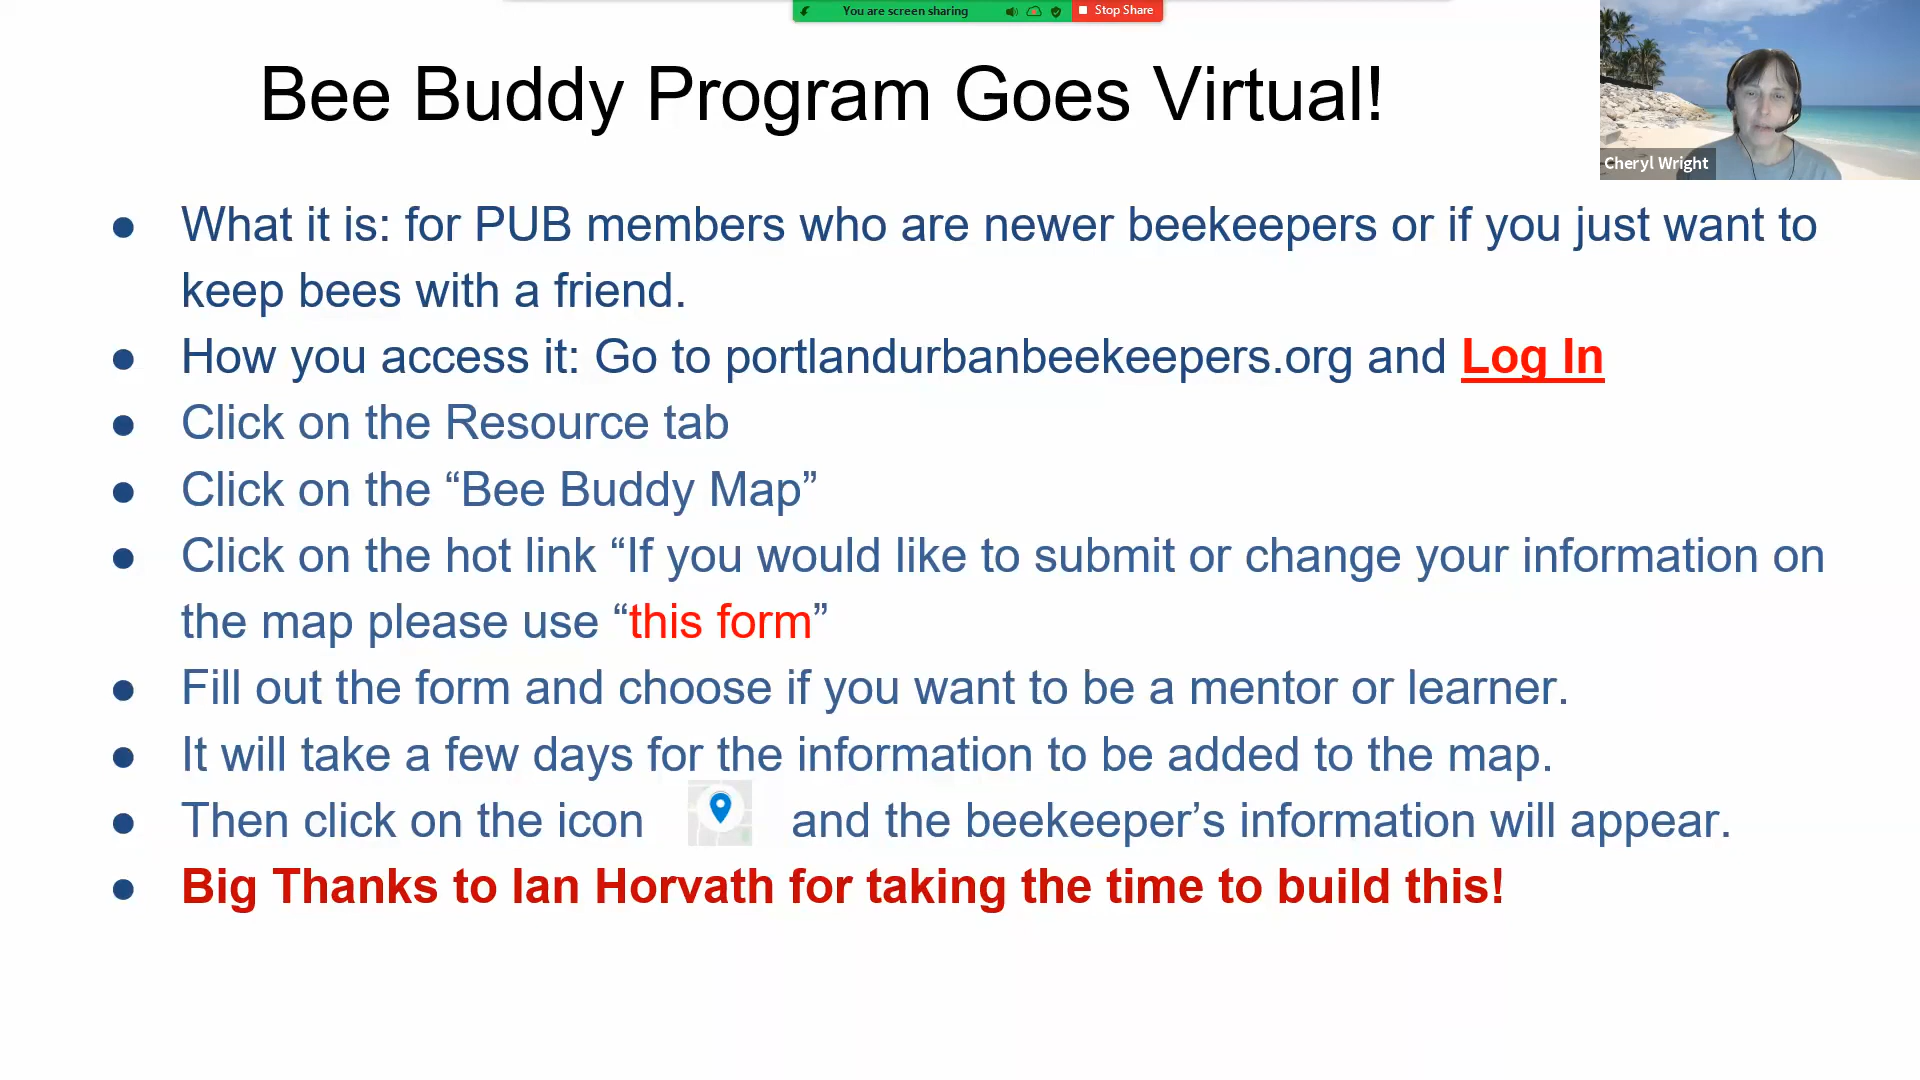 You are screen sharing
Stop Share
Bee Buddy Program Goes Virtual!
Cheryl Wright
● What it is: for PUB members who are newer beekeepers or if you just want to
keep bees with a friend.
● How you access it: Go to portlandurbanbeekeepers.org and Log In
● Click on the Resource tab
● Click on the “Bee Buddy Map”
● Click on the hot link “If you would like to submit or change your information on
the map please use “this form”
● Fill out the form and choose if you want to be a mentor or learner.
● It will take a few days for the information to be added to the map.
● Then click on the icon and the beekeeper’s information will appear.
● Big Thanks to Ian Horvath for taking the time to build this!